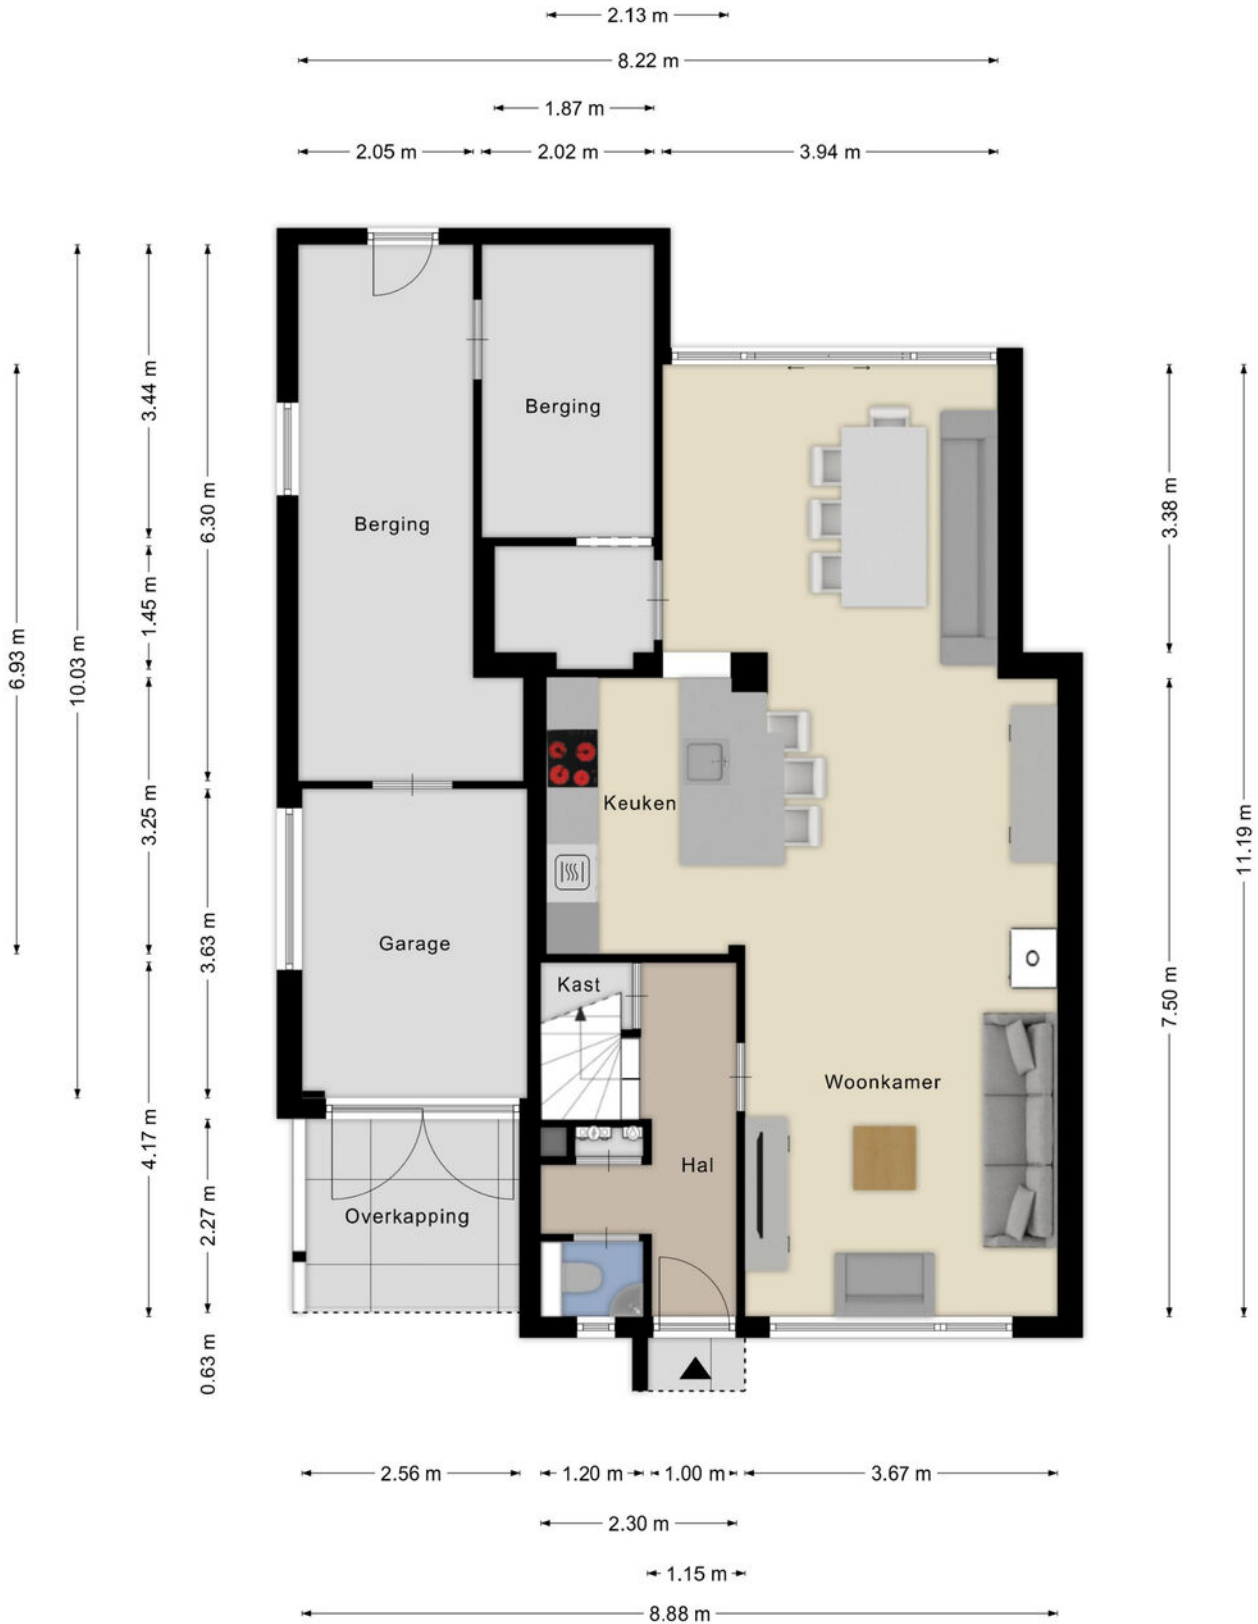 2.13 m
8.22 m
1.87 m
2.05 m
2.02 m
3.94 m
6.93 m
10.03 m
3.44 m
1.45 m
3.25 m
4.17 m
6.30 m
3.63 m
2.27 m
0.63 m
Berging
Berging
Keuken
Garage
Kast
Woonkamer
Hal
Overkapping
3.38 m
7.50 m
11.19 m
2.56 m
1.20 m
1.00 m
3.67 m
2.30 m
1.15 m
8.88 m